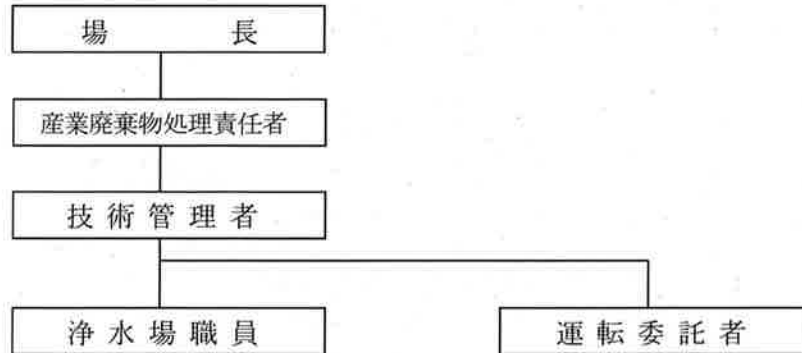 場長
産業廃棄物処理責任者
技術管理者
浄水場職員
運転委託者